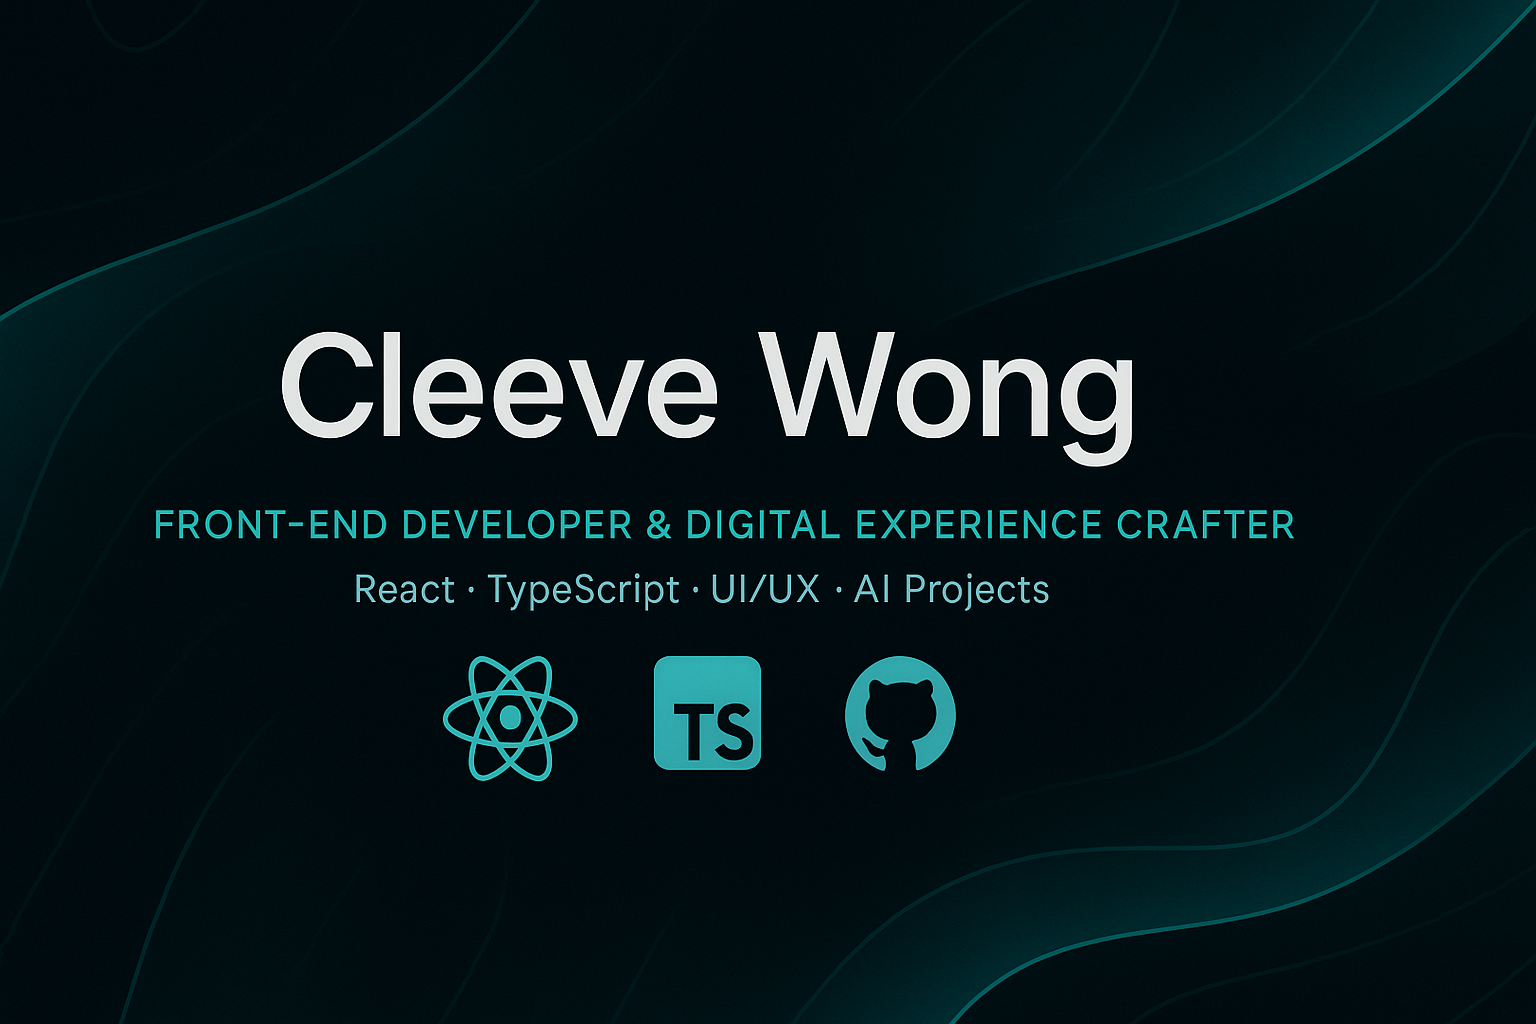 Cleeve Wong
FRONT-END DEVELOPER & DIGITAL EXPERIENCE CRAFTER
React · TypeScript · UI/UX · AI Projects
TS